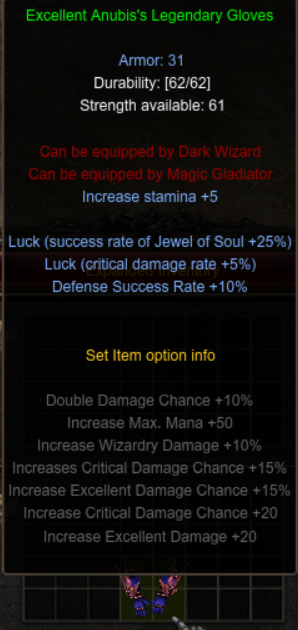 Excellent Anubis's Legendary Gloves
Armor: 31
Durability: [62/62]
Strength available: 61
Can be equipped by Dark Wizard
Can be equipped by Magic Gladiator
Increase stamina +5
Luck (success rate of Jewel of Soul +25%)
Luck (critical damage rate +5%)
Defense Success Rate +10%
Set Item option info
Double Damage Chance +10%
Increase Max. Mana +50
Increase Wizardry Damage +10%
Increases Critical Damage Chance +15%
Increase Excellent Damage Chance +15%
Increase Critical Damage Chance +20
Increase Excellent Damage +20